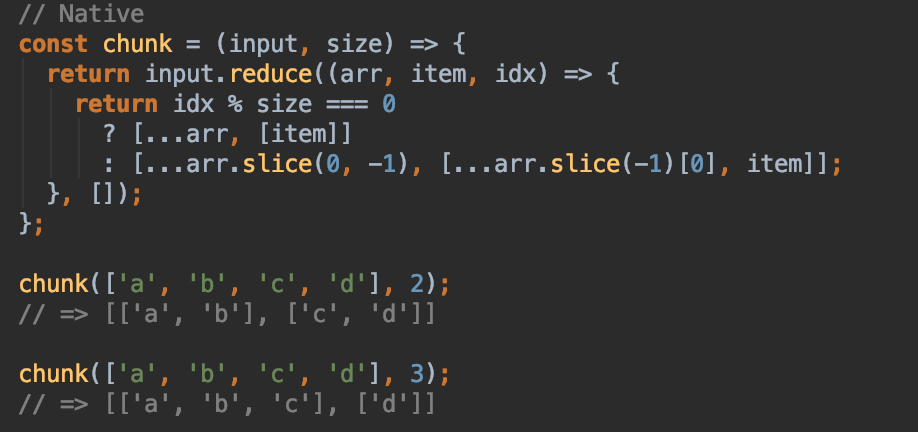 // Native
const chunk = (input, size) => {
  return input.reduce((arr, item, idx) => {
    return idx % size === 0
      ? [...arr, [item]]
      : [...arr.slice(0, -1), [...arr.slice(-1)[0], item]];
  }, []);
};

chunk(['a', 'b', 'c', 'd'], 2);
// => [['a', 'b'], ['c', 'd']]

chunk(['a', 'b', 'c', 'd'], 3);
// => [['a', 'b', 'c'], ['d']]